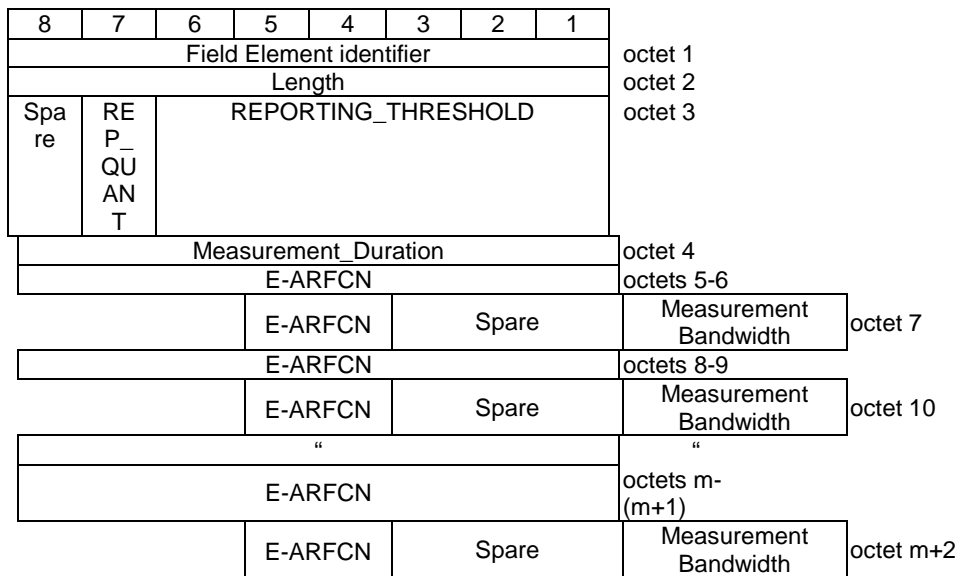 8 7 6 5 4 3 2 1
Field Element identifier octet 1
Length octet 2
Spa RE REPORTING_THRESHOLD octet 3
re P_
QU
AN
T
Measurement_Duration octet 4
E-ARFCN octets 5-6
E-ARFCN Spare Measurement octet 7
Bandwidth
E-ARFCN octets 8-9
E-ARFCN Spare Measurement octet 10
Bandwidth
“ “
E-ARFCN octets m-
(m+1)
E-ARFCN Spare Measurement octet m+2
Bandwidth